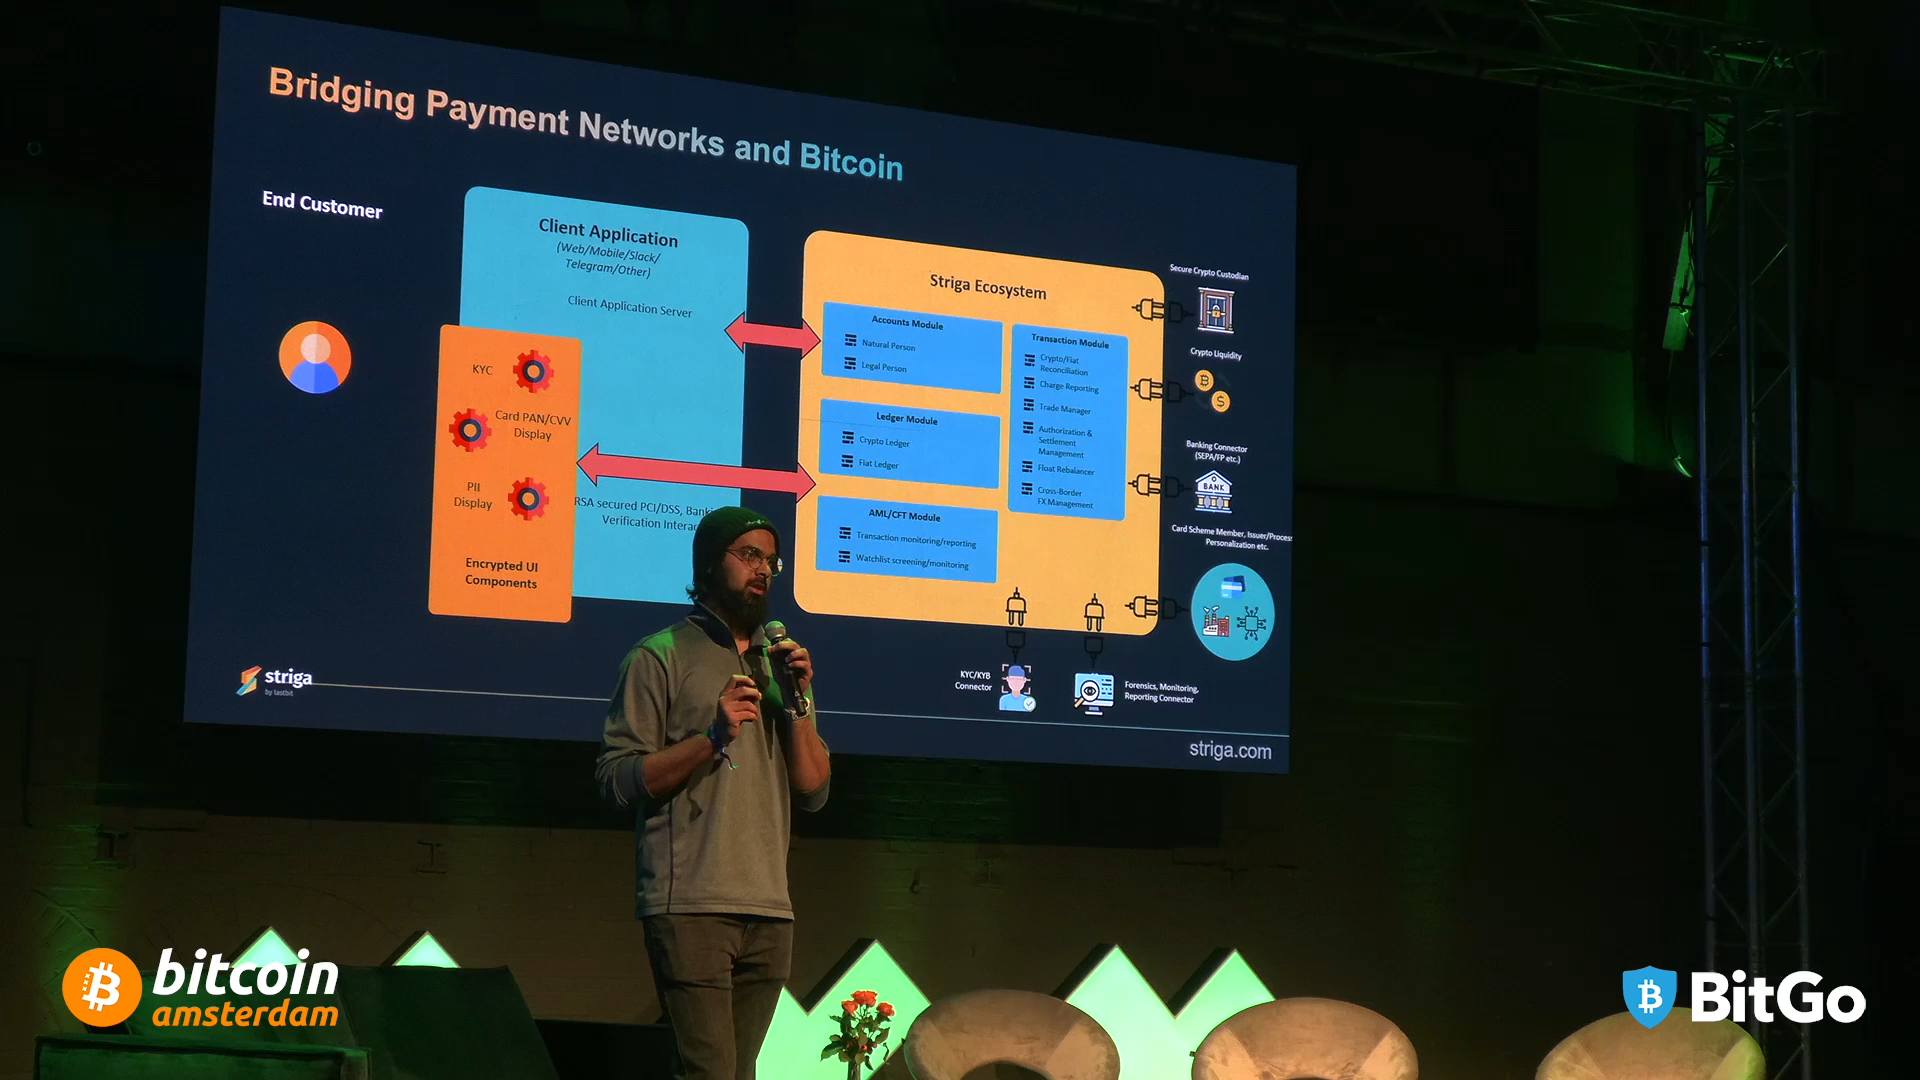 Bridging Payment Networks and Bitcoin
End Customer
Client Application
(Web/Mobile/Slack/
Telegram/Other)
Client Application Server
KYC
Card PAN/CVV
Display
PII
Display
Encrypted UI
Components
RSA secured PCI/DSS,
Verification
Striga Ecosystem
Accounts Module
Natural Person
Legal Person
Ledger Module
Crypto Ledger
Fiat Ledger
AML/CFT Module
Transaction monitoring/reporting
Watchlist screening/monitoring
Transaction Module
Crypto/Fiat
Reconciliation
Charge Reporting
Trade Manager
Authorization &
Settlement
Management
Float Rebalancer
Cross-Border
FX Management
Secure Crypto Custodian
Crypto Liquidity
Banking Connector
(SEPA/FP etc.)
BANK
Card Scheme Member, Issuer/Process
Personalization etc.
KYC/KYB
Connector
Forensics, Monitoring,
Reporting Connector
striga
by lastbit
striga.com
bitcoin
amsterdam
BitGo